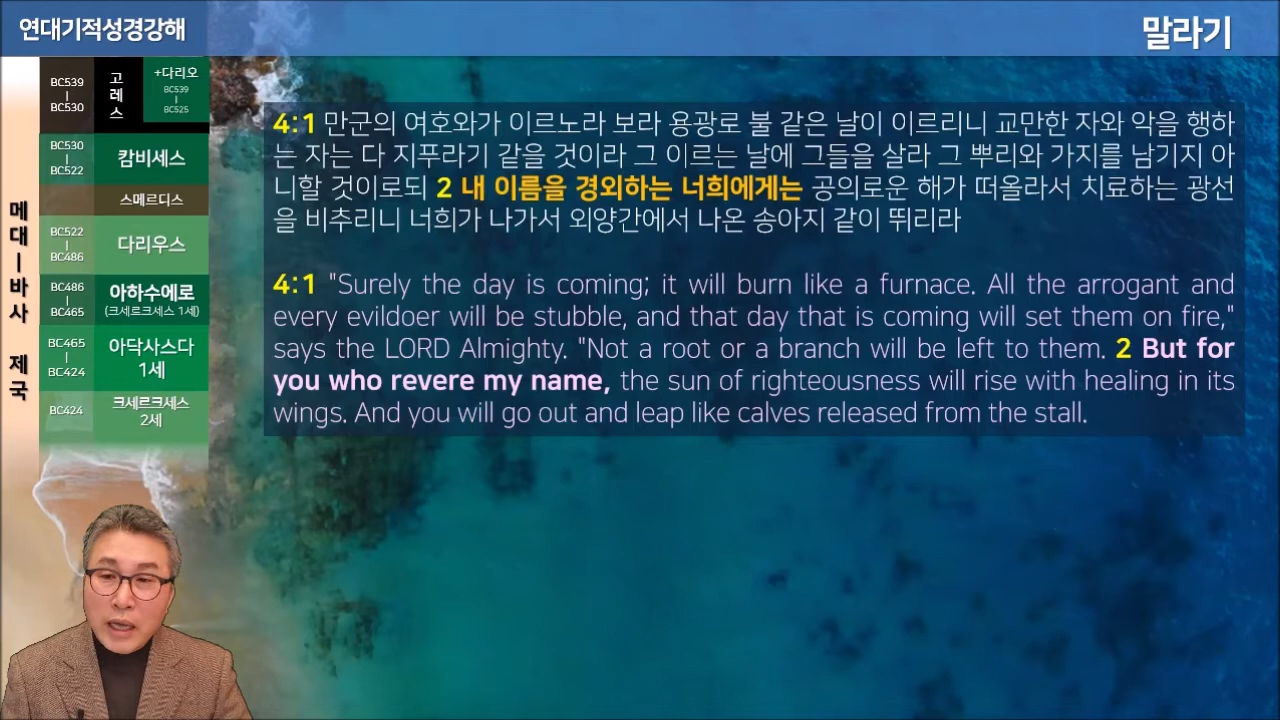 연대기적성경강해
말라기
BC539
|
BC530
고
레
스
+다리오
BC539
|
BC525
BC530
|
BC522
캄비세스
스메르디스
BC522
|
BC486
다리우스
BC486
|
BC465
아하수에로
(크세르크세스 1세)
BC465
|
BC424
아닥사스다
1세
BC424
크세르크세스
2세
메
대
ㅣ
바
사
제
국
4:1 만군의 여호와가 이르노라 보라 용광로 불 같은 날이 이르리니 교만한 자와 악을 행하
는 자는 다 지푸라기 같을 것이라 그 이르는 날에 그들을 살라 그 뿌리와 가지를 남기지 아
니할 것이로되 2 내 이름을 경외하는 너희에게는 공의로운 해가 떠올라서 치료하는 광선
을 비추리니 너희가 나가서 외양간에서 나온 송아지 같이 뛰리라
4:1 "Surely the day is coming; it will burn like a furnace. All the arrogant and
every evildoer will be stubble, and that day that is coming will set them on fire,"
says the LORD Almighty. "Not a root or a branch will be left to them. 2 But for
you who revere my name, the sun of righteousness will rise with healing in its
wings. And you will go out and leap like calves released from the stall.